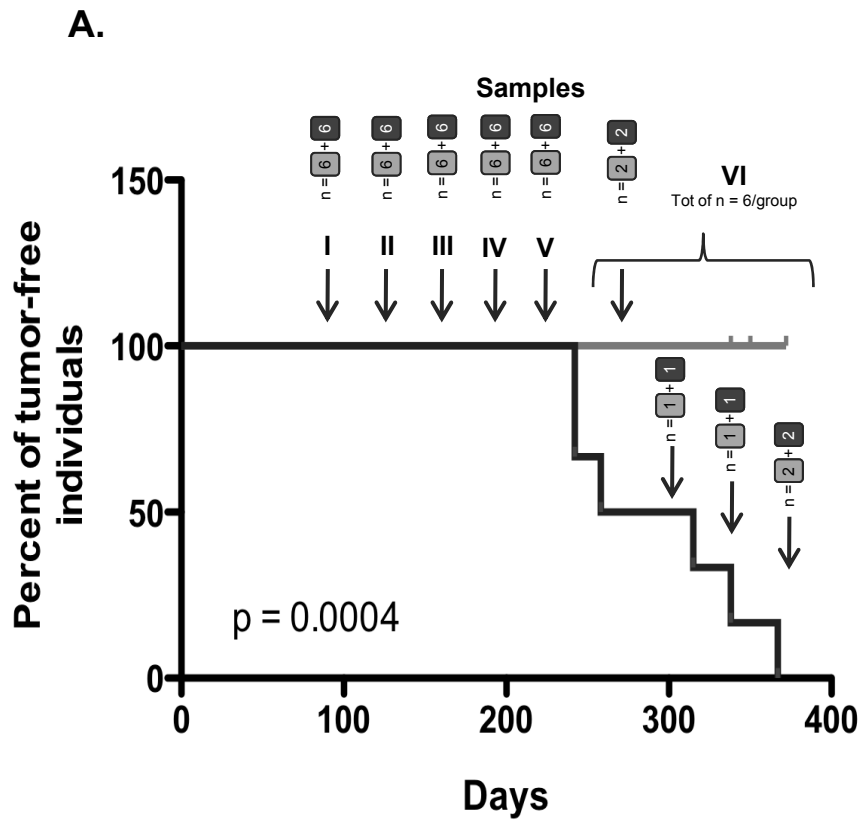 A.
Samples
n = 6 + 6
n = 6 + 6
n = 6 + 6
n = 6 + 6
n = 6 + 6
n = 2 + 2
VI
Tot of n = 6/group
I
II
III
IV
V
150
100
50
0
Percent of tumor-free
individuals
n = 1 + 1
n = 1 + 1
n = 2 + 2
p = 0.0004
0
100
200
300
400
Days